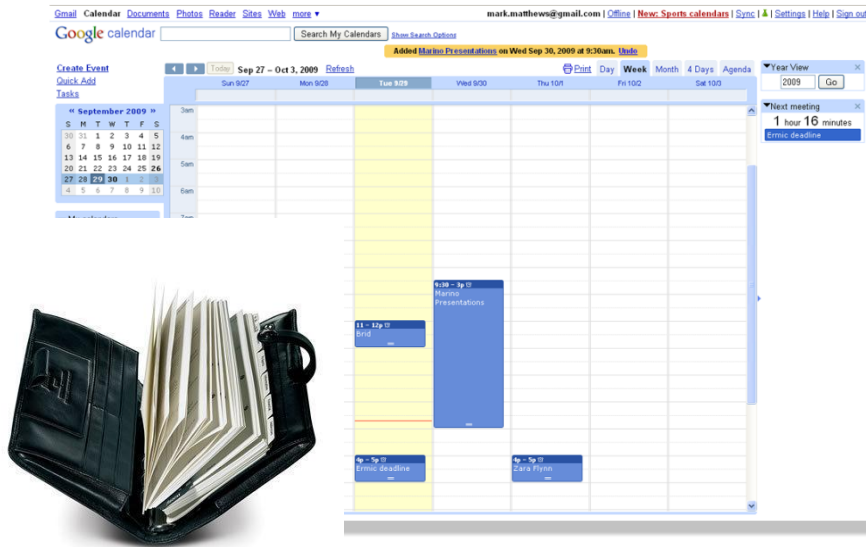 Gmail Calendar Documents Photos Reader Sites Web more ▼
mark.matthews@gmail.com | Offline | New: Sports calendars | Sync | Settings | Help | Sign out
Google calendar
Search My Calendars
Show Search Options
Added Marino Presentations on Wed Sep 30, 2009 at 9:30am. Undo
Create Event
Quick Add
Tasks
Today Sep 27 – Oct 3, 2009 Refresh
Print Day Week Month 4 Days Agenda
Sun 9/27 Mon 9/28 Tue 9/29 Wed 9/30 Thu 10/1 Fri 10/2 Sat 10/3
« September 2009 »
S M T W T F S
30 31 1 2 3 4 5
6 7 8 9 10 11 12
13 14 15 16 17 18 19
20 21 22 23 24 25 26
27 28 29 30 1 2 3
4 5 6 7 8 9 10
3am
4am
5am
6am
9:30 – 3p
Marino
Presentations
11 – 12p
Brid
4p – 5p
Ermic deadline
4p – 5p
Zara Flynn
▼Year View ×
2009 Go
▼Next meeting ×
1 hour 16 minutes
Ermic deadline